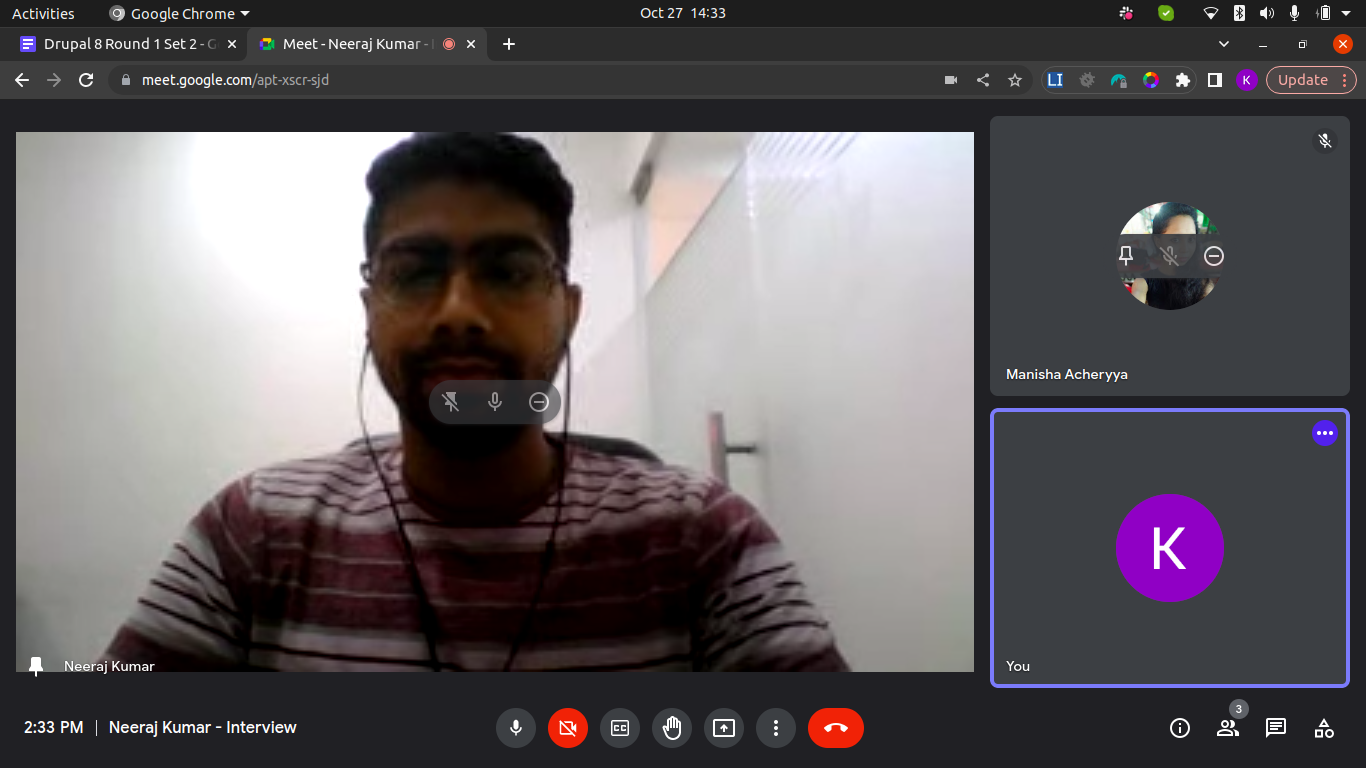 Activities
Google Chrome
Oct 27 14:33
Drupal 8 Round 1 Set 2 - G
Meet - Neeraj Kumar -
meet.google.com/apt-xscr-sjd
LI
K
Update
Manisha Acheryya
K
Neeraj Kumar
You
2:33 PM | Neeraj Kumar - Interview
CC
3